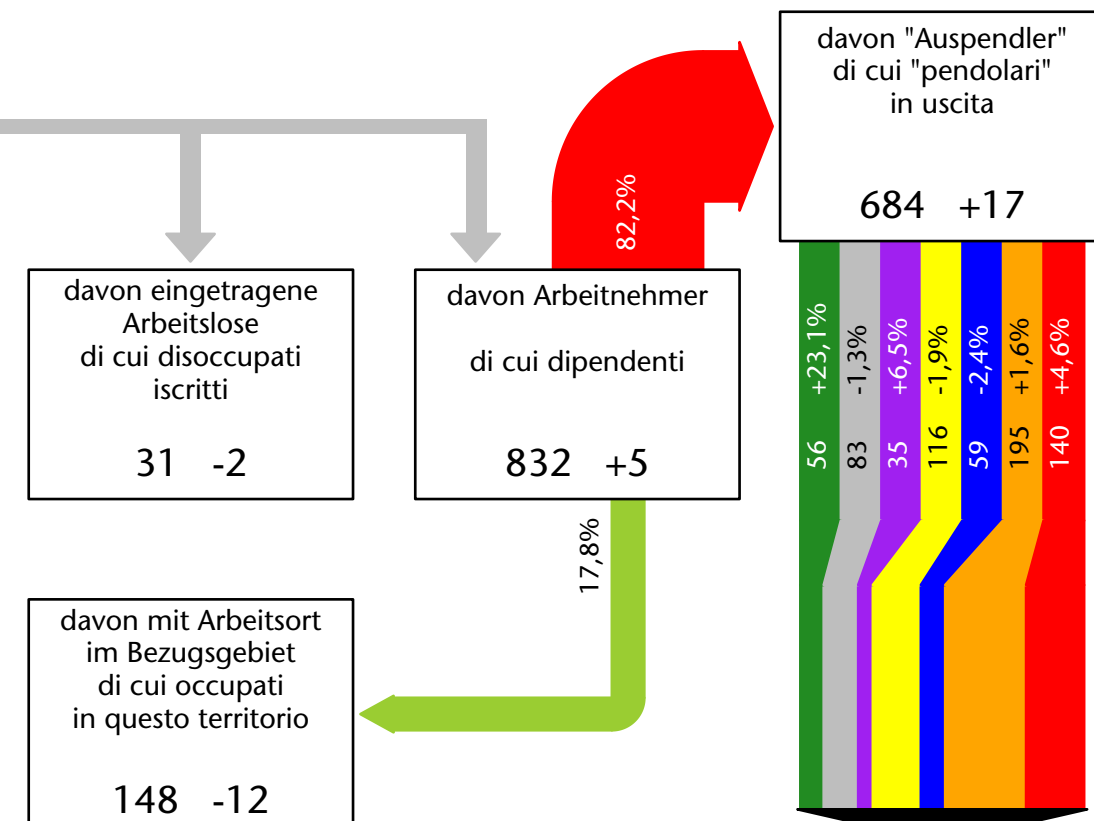 davon "Auspendler"
di cui "pendolari"
in uscita
684 +17
82,2%
davon eingetragene
Arbeitslose
di cui disoccupati
iscritti
31 -2
davon Arbeitnehmer
di cui dipendenti
832 +5
56 +23,1%
83 -1,3%
35 +6,5%
116 -1,9%
59 -2,4%
195 +1,6%
140 +4,6%
17,8%
davon mit Arbeitsort
im Bezugsgebiet
di cui occupati
in questo territorio
148 -12